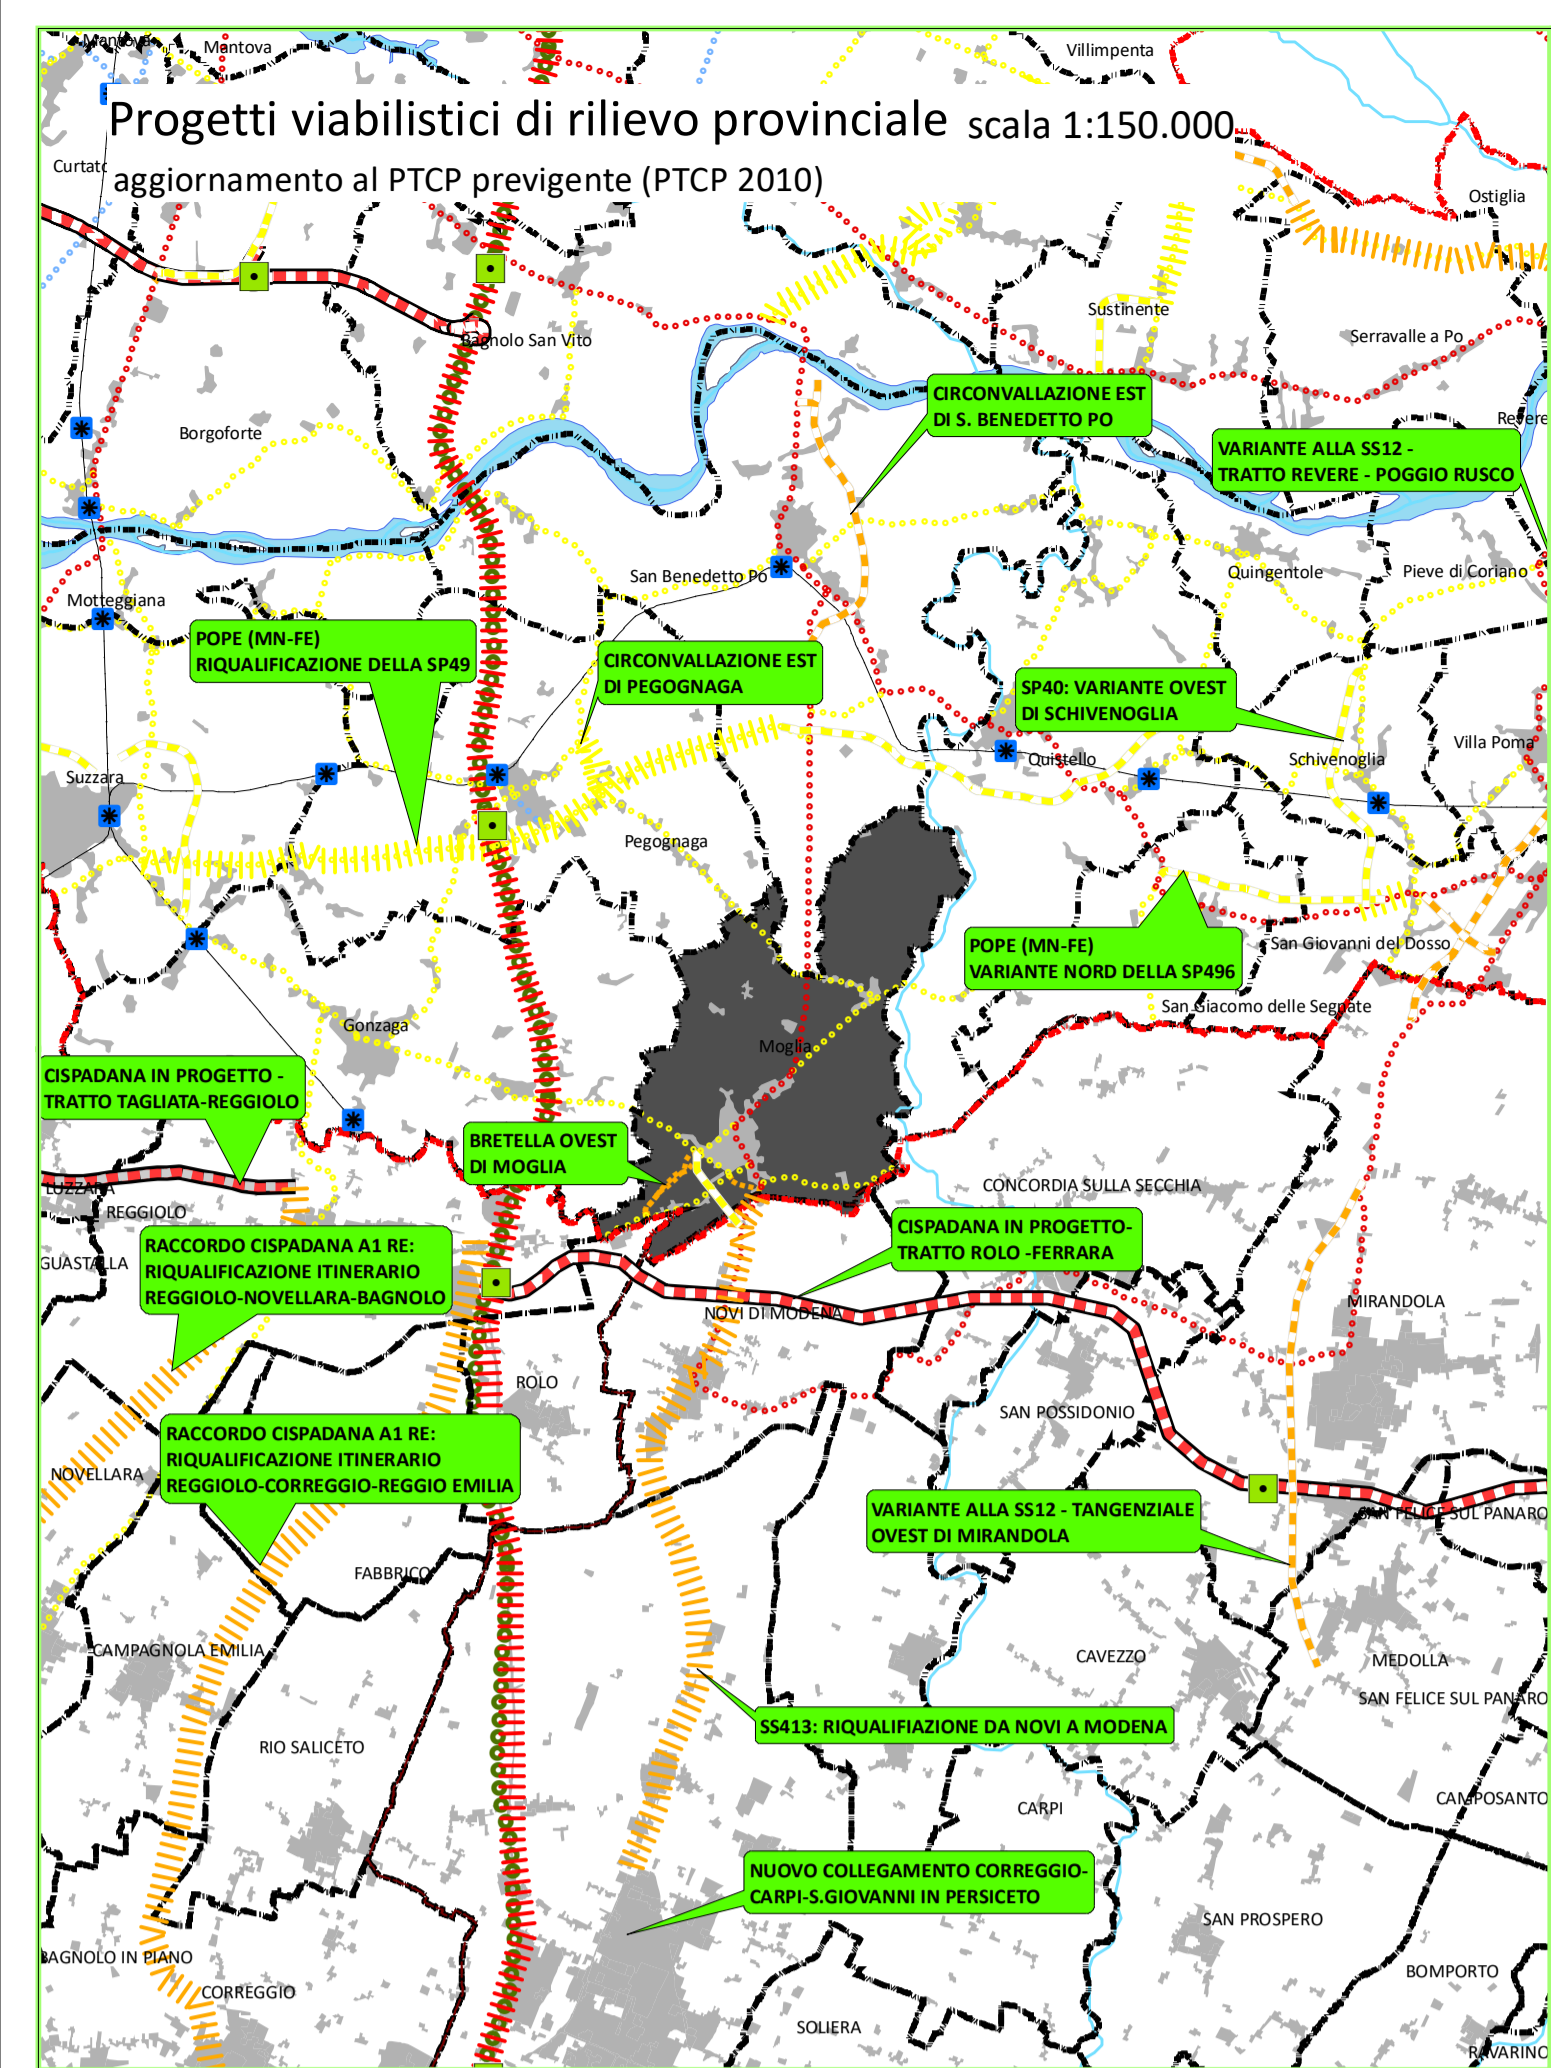 Mantova
Mantova
Villimpenta
Progetti viabilistici di rilievo provinciale scala 1:150.000
aggiornamento al PTCP previgente (PTCP 2010)
Ostiglia
Bagnolo San Vito
Sustinente
Serravalle a Po
CIRCONVALLAZIONE EST
DI S. BENEDETTO PO
Revere
Borgoforte
VARIANTE ALLA SS12 -
TRATTO REVERE - POGGIO RUSCO
San Benedetto Po
Quingentole
Pieve di Coriano
Motteggiana
POPE (MN-FE)
RIQUALIFICAZIONE DELLA SP49
CIRCONVALLAZIONE EST
DI PEGOGNAGA
SP40: VARIANTE OVEST
DI SCHIVENOGLIA
Villa Poma
Quistello
Schivenoglia
Suzzara
Pegognaga
POPE (MN-FE)
VARIANTE NORD DELLA SP496
San Giovanni del Dosso
San Giacomo delle Segnate
Gonzaga
Moglia
CISPADANA IN PROGETTO -
TRATTO TAGLIATA-REGGIOLO
BRETELLA OVEST
DI MOGLIA
LUZZARA
CONCORDIA SULLA SECCHIA
REGGIOLO
CISPADANA IN PROGETTO-
TRATTO ROLO -FERRARA
RACCORDO CISPADANA A1 RE:
RIQUALIFICAZIONE ITINERARIO
REGGIOLO-NOVELLARA-BAGNOLO
GUASTALLA
MIRANDOLA
NOVI DI MODENA
ROLO
SAN POSSIDONIO
RACCORDO CISPADANA A1 RE:
RIQUALIFICAZIONE ITINERARIO
REGGIOLO-CORREGGIO-REGGIO EMILIA
NOVELLARA
VARIANTE ALLA SS12 - TANGENZIALE
OVEST DI MIRANDOLA
SAN FELICE SUL PANARO
FABBRICO
CAMPAGNOLA EMILIA
CAVEZZO
MEDOLLA
SAN FELICE SUL PANARO
SS413: RIQUALIFIAZIONE DA NOVI A MODENA
RIO SALICETO
CAMPOSANTO
CARPI
NUOVO COLLEGAMENTO CORREGGIO-
CARPI-S.GIOVANNI IN PERSICETO
SAN PROSPERO
BAGNOLO IN PIANO
BOMPORTO
CORREGGIO
SOLIERA
RAVARINO